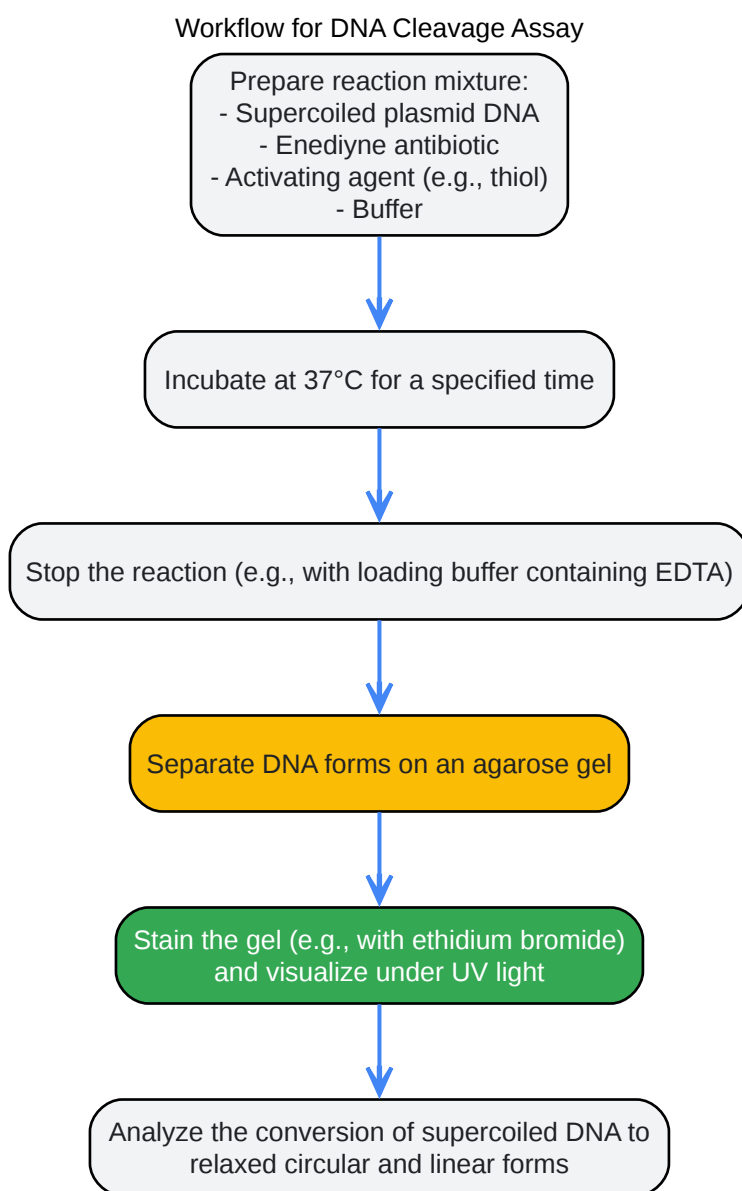 Workflow for DNA Cleavage Assay
Prepare reaction mixture:
- Supercoiled plasmid DNA
- Enediyne antibiotic
- Activating agent (e.g., thiol)
- Buffer
Incubate at 37°C for a specified time
Stop the reaction (e.g., with loading buffer containing EDTA)
Separate DNA forms on an agarose gel
Stain the gel (e.g., with ethidium bromide)
and visualize under UV light
Analyze the conversion of supercoiled DNA to
relaxed circular and linear forms